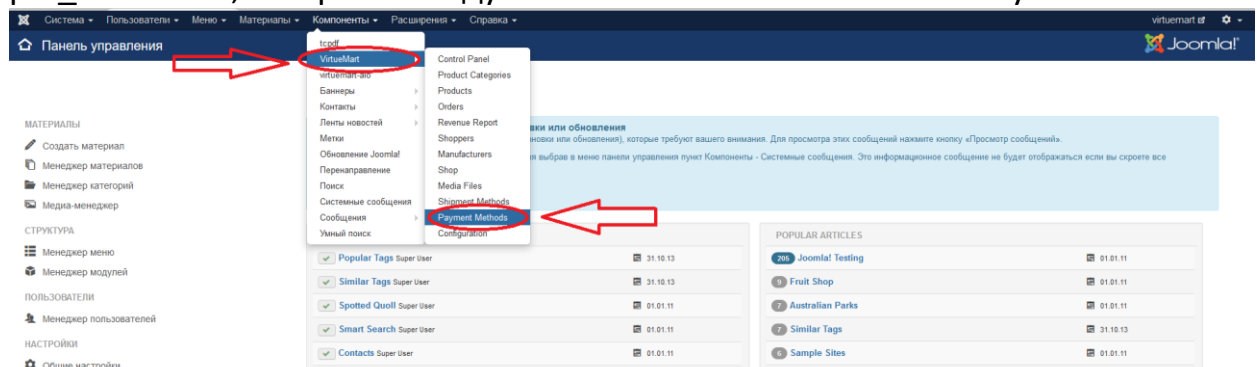 Система Пользователи Меню Материалы Компоненты Расширения Справка virtuemart
Панель управления Joomla!
tcpdf
VirtueMart
virtuemart-aio
Баннеры
Контакты
Ленты новостей
Метки
Обновление Joomla!
Перенаправление
Поиск
Системные сообщения
Сообщения
Умный поиск
Control Panel
Product Categories
Products
Orders
Revenue Report
Shoppers
Manufacturers
Shop
Media Files
Shipment Methods
Payment Methods
Configuration
вки или обновления
новки или обновления), которые требуют вашего внимания. Для просмотра этих сообщений нажмите кнопку «Просмотр сообщений».
я выбрав в меню панели управления пункт Компоненты - Системные сообщения. Это информационное сообщение не будет отображаться если вы скроете все
МАТЕРИАЛЫ
Создать материал
Менеджер материалов
Менеджер категорий
Медиа-менеджер
СТРУКТУРА
Менеджер меню
Менеджер модулей
ПОЛЬЗОВАТЕЛИ
Менеджер пользователей
НАСТРОЙКИ
Общие настройки
Popular Tags Super User 31.10.13
Similar Tags Super User 31.10.13
Spotted Quoll Super User 01.01.11
Smart Search Super User 01.01.11
Contacts Super User 01.01.11
POPULAR ARTICLES
205 Joomla! Testing 01.01.11
9 Fruit Shop 01.01.11
7 Australian Parks 01.01.11
7 Similar Tags 31.10.13
6 Sample Sites 01.01.11